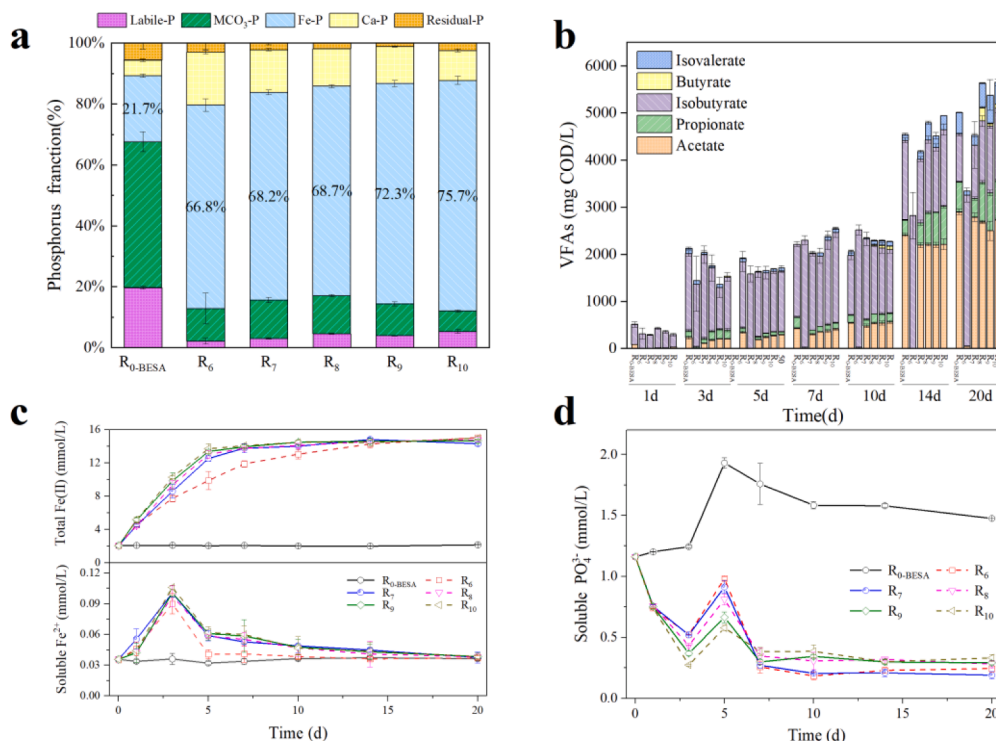 a
Labile-P MCO₃-P Fe-P Ca-P Residual-P
Phosphorus franction(%)
100%
80%
60%
40%
20%
0%
21.7%
66.8%
68.2%
68.7%
72.3%
75.7%
R0-BESA R6 R7 R8 R9 R10
b
Isovalerate
Butyrate
Isobutyrate
Propionate
Acetate
VFAs (mg COD/L)
6000
5000
4000
3000
2000
1000
0
1d 3d 5d 7d 10d 14d 20d
Time(d)
c
Total Fe(II) (mmol/L)
16
12
8
4
0
Soluble Fe²⁺ (mmol/L)
0.12
0.09
0.06
0.03
0.00
R0-BESA R6
R7 R8
R9 R10
0 5 10 15 20
Time (d)
d
Soluble PO₄³⁻ (mmol/L)
2.0
1.5
1.0
0.5
0.0
R0-BESA R6
R7 R8
R9 R10
0 5 10 15 20
Time (d)